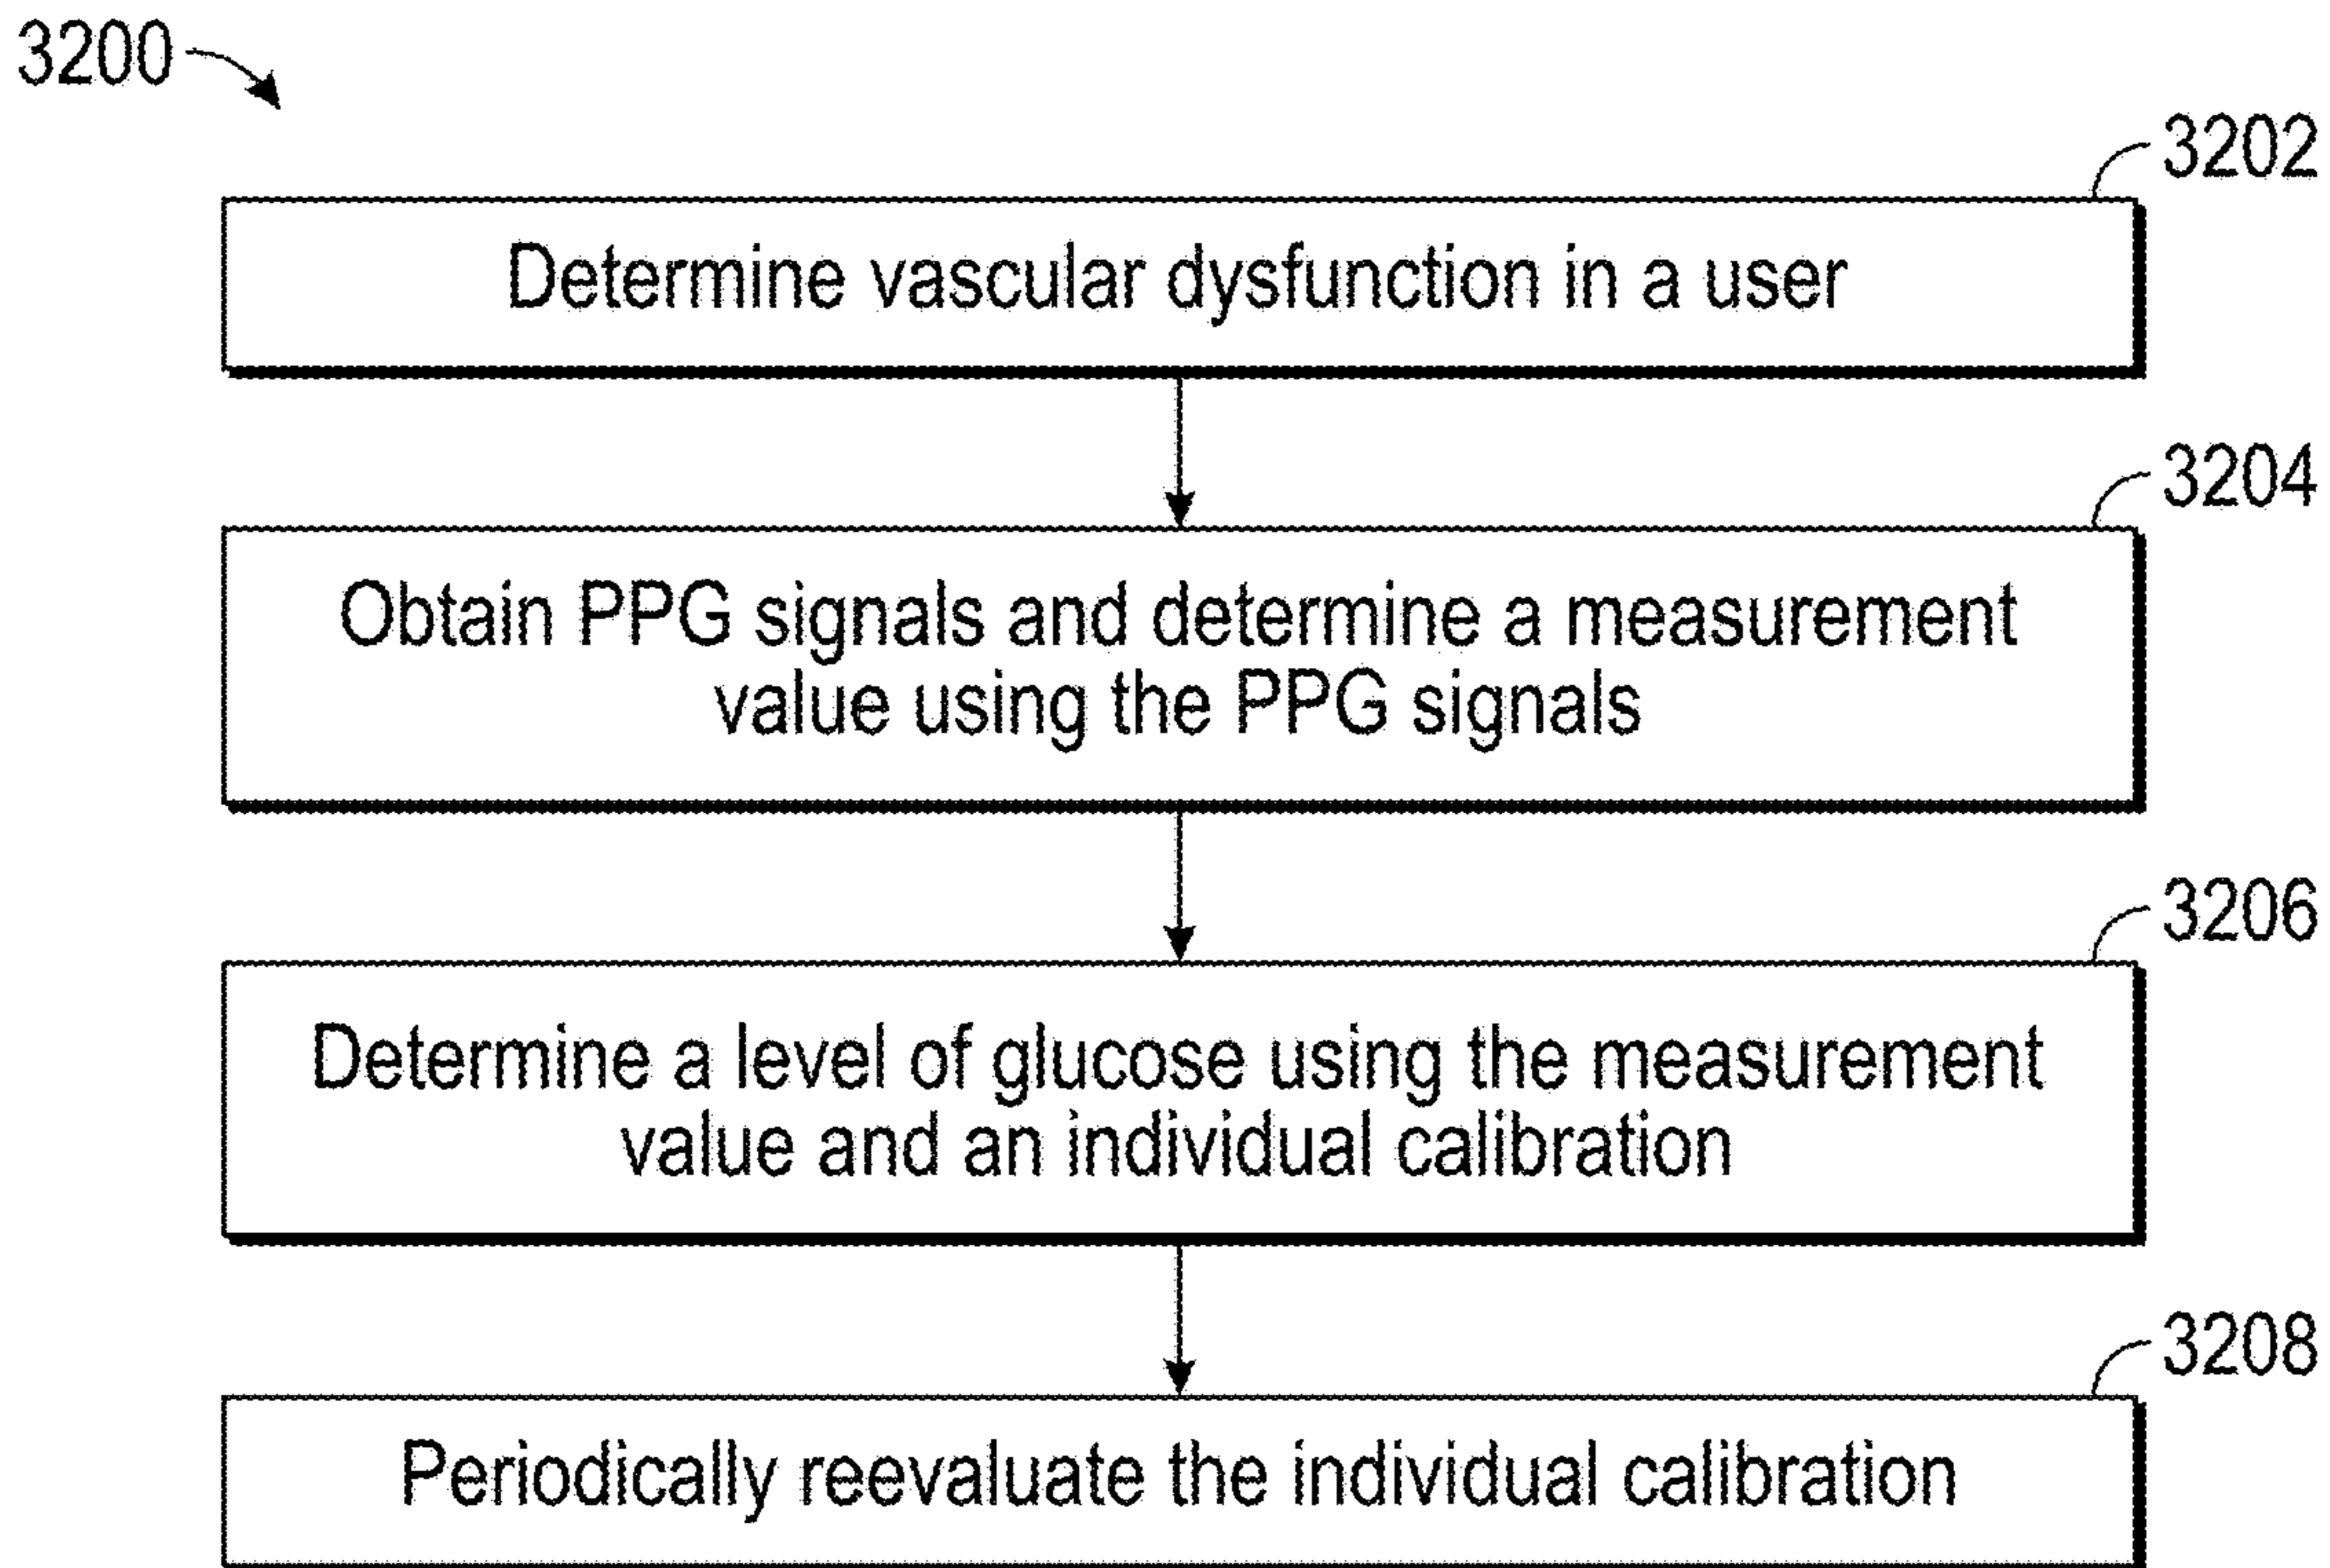 3200
3202
Determine vascular dysfunction in a user
3204
Obtain PPG signals and determine a measurement
value using the PPG signals
3206
Determine a level of glucose using the measurement
value and an individual calibration
3208
Periodically reevaluate the individual calibration